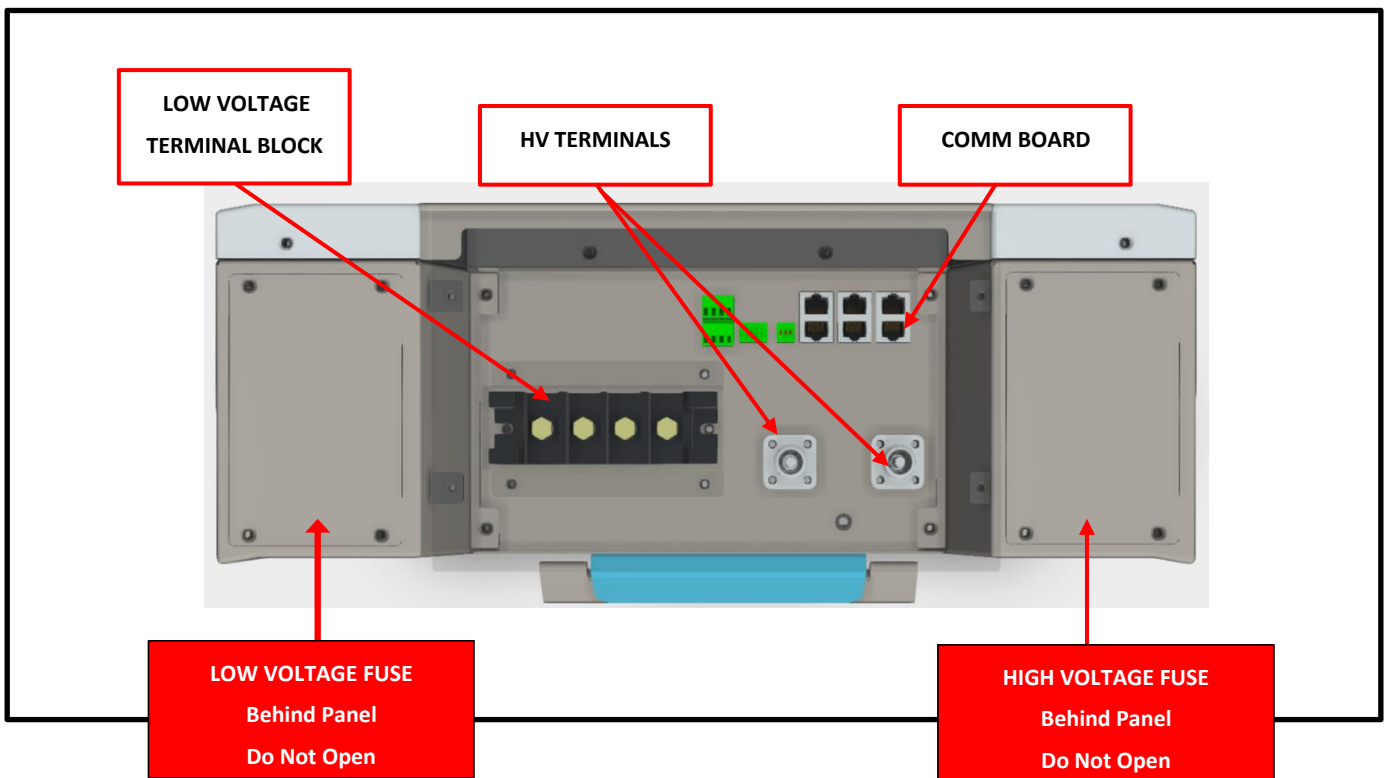 LOW VOLTAGE
TERMINAL BLOCK
HV TERMINALS
COMM BOARD
LOW VOLTAGE FUSE
Behind Panel
Do Not Open
HIGH VOLTAGE FUSE
Behind Panel
Do Not Open